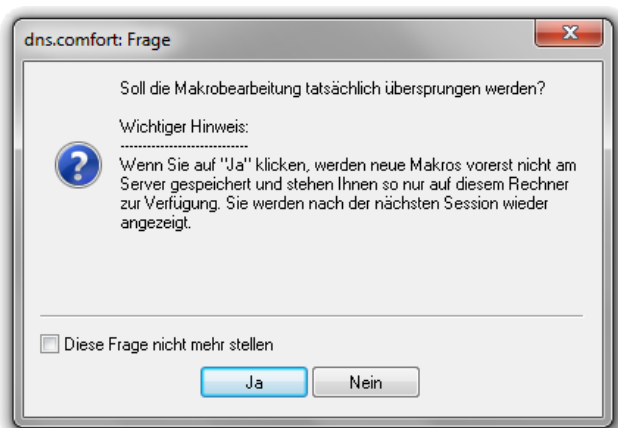 dns.comfort: Frage
Soll die Makrobearbeitung tatsächlich übersprungen werden?
Wichtiger Hinweis:
----------------------------
Wenn Sie auf "Ja" klicken, werden neue Makros vorerst nicht am
Server gespeichert und stehen Ihnen so nur auf diesem Rechner
zur Verfügung. Sie werden nach der nächsten Session wieder
angezeigt.
Diese Frage nicht mehr stellen
Ja
Nein